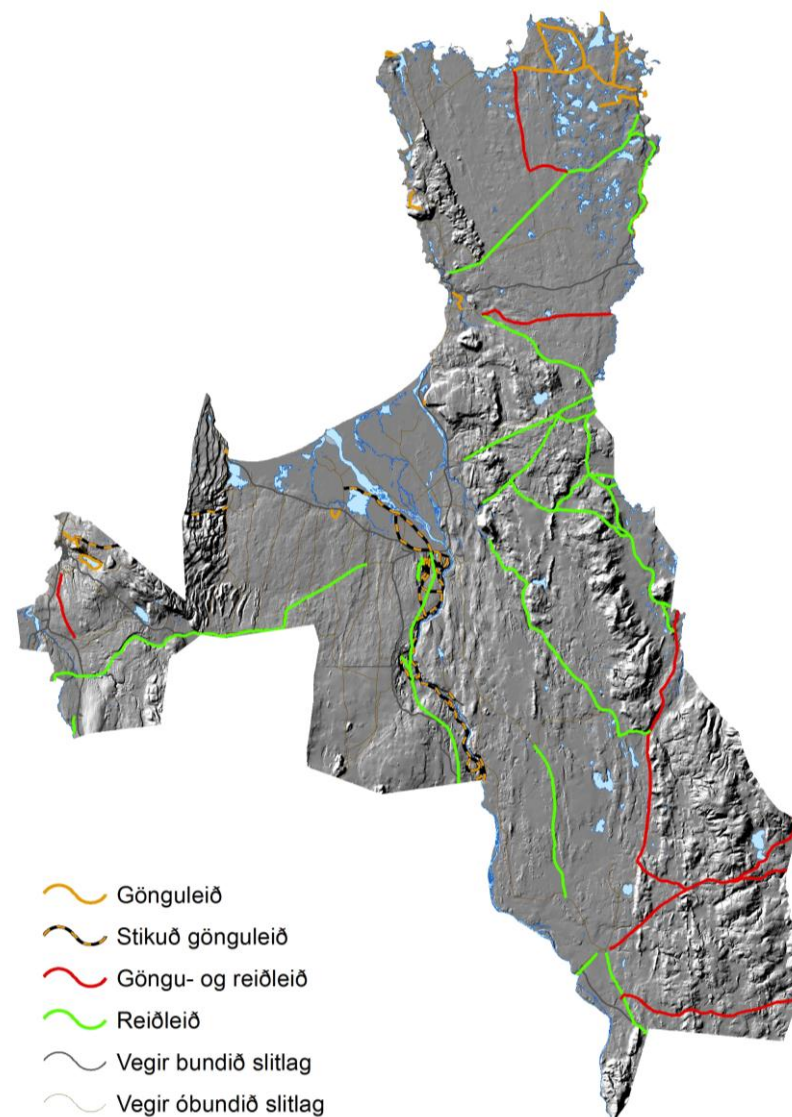 Gönguleið
Stikuð gönguleið
Göngu- og reiðleið
Reiðleið
Vegir bundið slitlag
Vegir óbundið slitlag